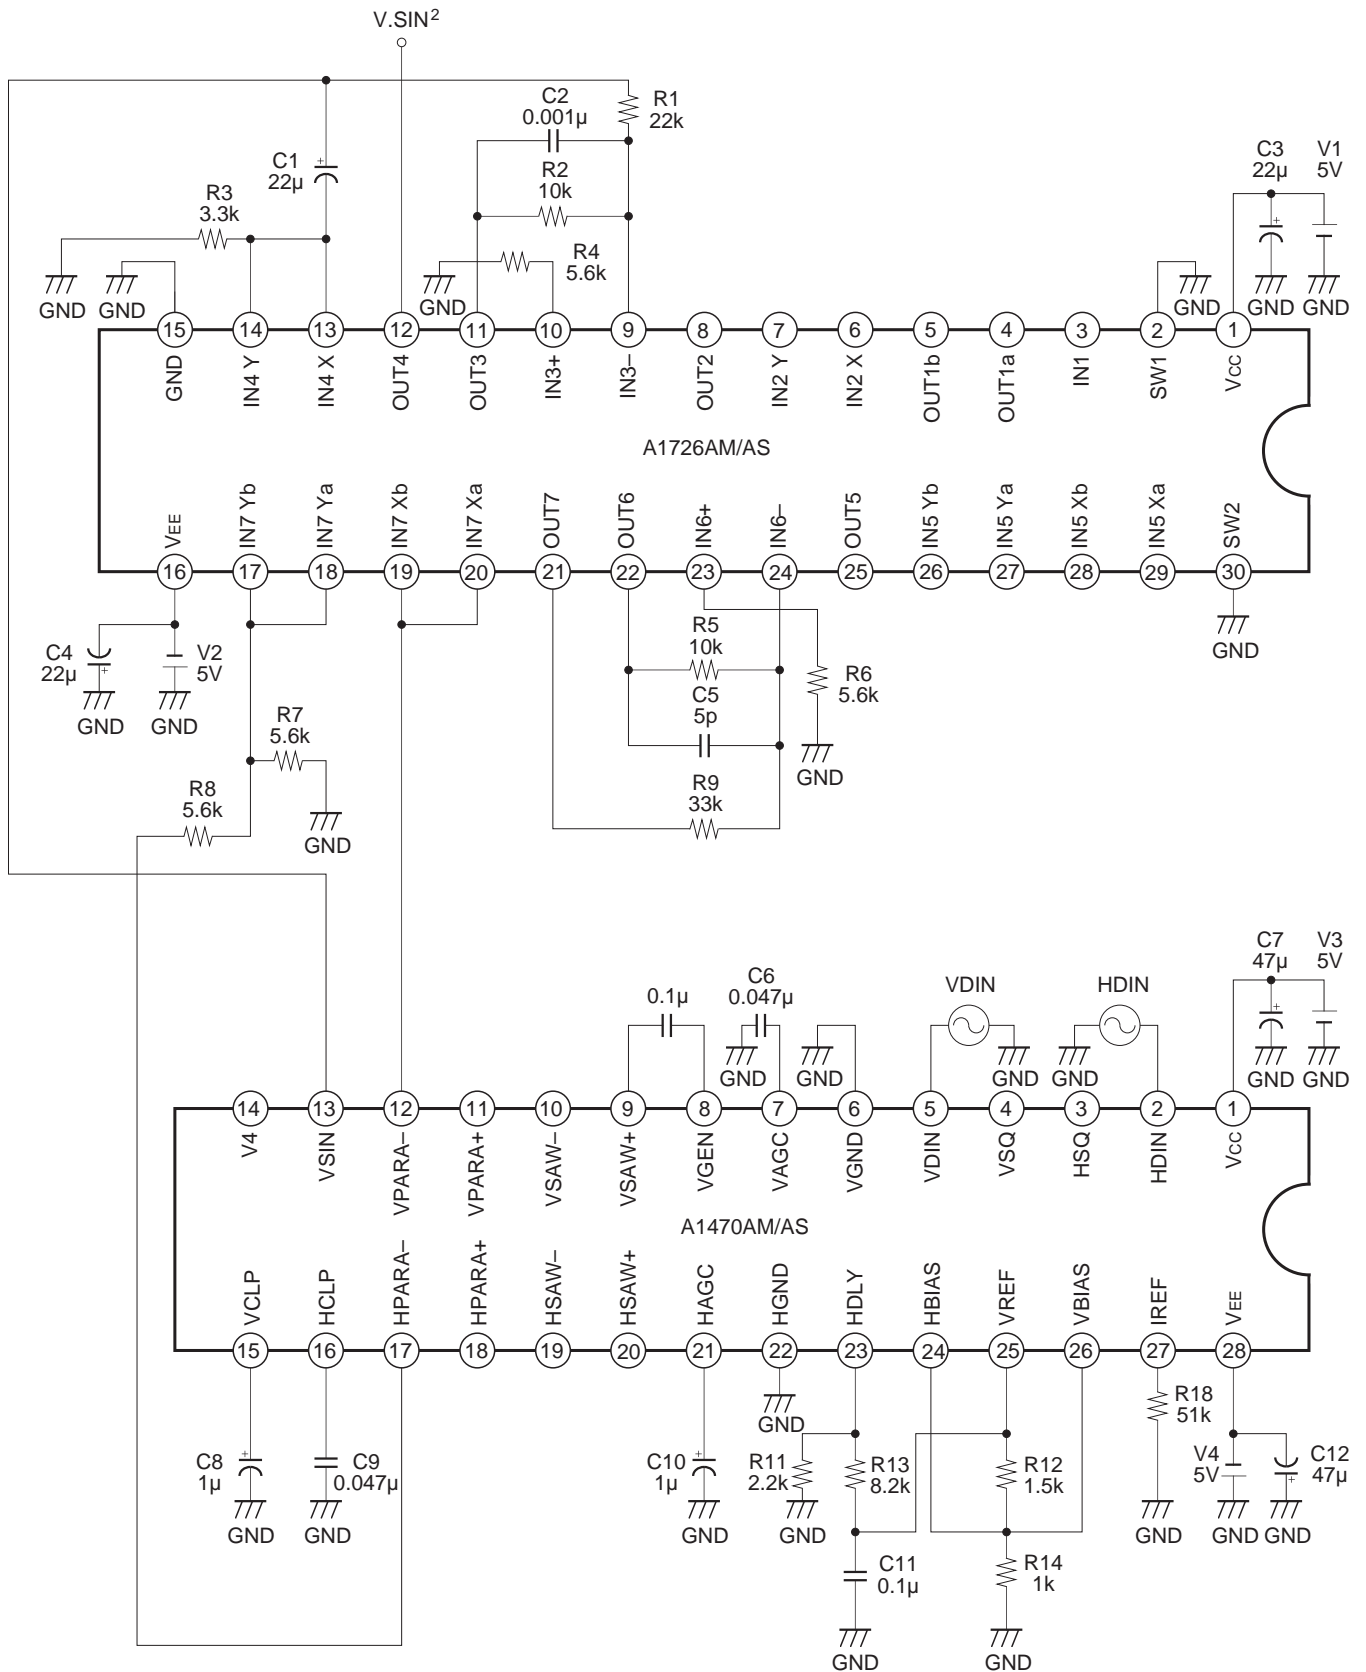 V.SIN²
C2
0.001μ
R1
22k
C1
22μ
R2
10k
R3
3.3k
R4
5.6k
C3
22μ
V1
5V
GND
GND
GND
GND
GND
GND
15
14
13
12
11
10
9
8
7
6
5
4
3
2
1
GND
IN4 Y
IN4 X
OUT4
OUT3
IN3+
IN3–
OUT2
IN2 Y
IN2 X
OUT1b
OUT1a
IN1
SW1
VCC
A1726AM/AS
VEE
IN7 Yb
IN7 Ya
IN7 Xb
IN7 Xa
OUT7
OUT6
IN6+
IN6–
OUT5
IN5 Yb
IN5 Ya
IN5 Xb
IN5 Xa
SW2
16
17
18
19
20
21
22
23
24
25
26
27
28
29
30
C4
22μ
V2
5V
GND
GND
R5
10k
C5
5p
R6
5.6k
GND
GND
R7
5.6k
R8
5.6k
GND
R9
33k
0.1μ
C6
0.047μ
VDIN
HDIN
C7
47μ
V3
5V
GND
GND
GND
GND
GND
GND
14
13
12
11
10
9
8
7
6
5
4
3
2
1
V4
VSIN
VPARA–
VPARA+
VSAW–
VSAW+
VGEN
VAGC
VGND
VDIN
VSQ
HSQ
HDIN
VCC
A1470AM/AS
VCLP
HCLP
HPARA–
HPARA+
HSAW–
HSAW+
HAGC
HGND
HDLY
HBIAS
VREF
VBIAS
IREF
VEE
15
16
17
18
19
20
21
22
23
24
25
26
27
28
GND
R18
51k
C8
1μ
C9
0.047μ
C10
1μ
R11
2.2k
R13
8.2k
R12
1.5k
V4
5V
C12
47μ
GND
GND
GND
GND
GND
GND
GND
C11
0.1μ
R14
1k
GND
GND